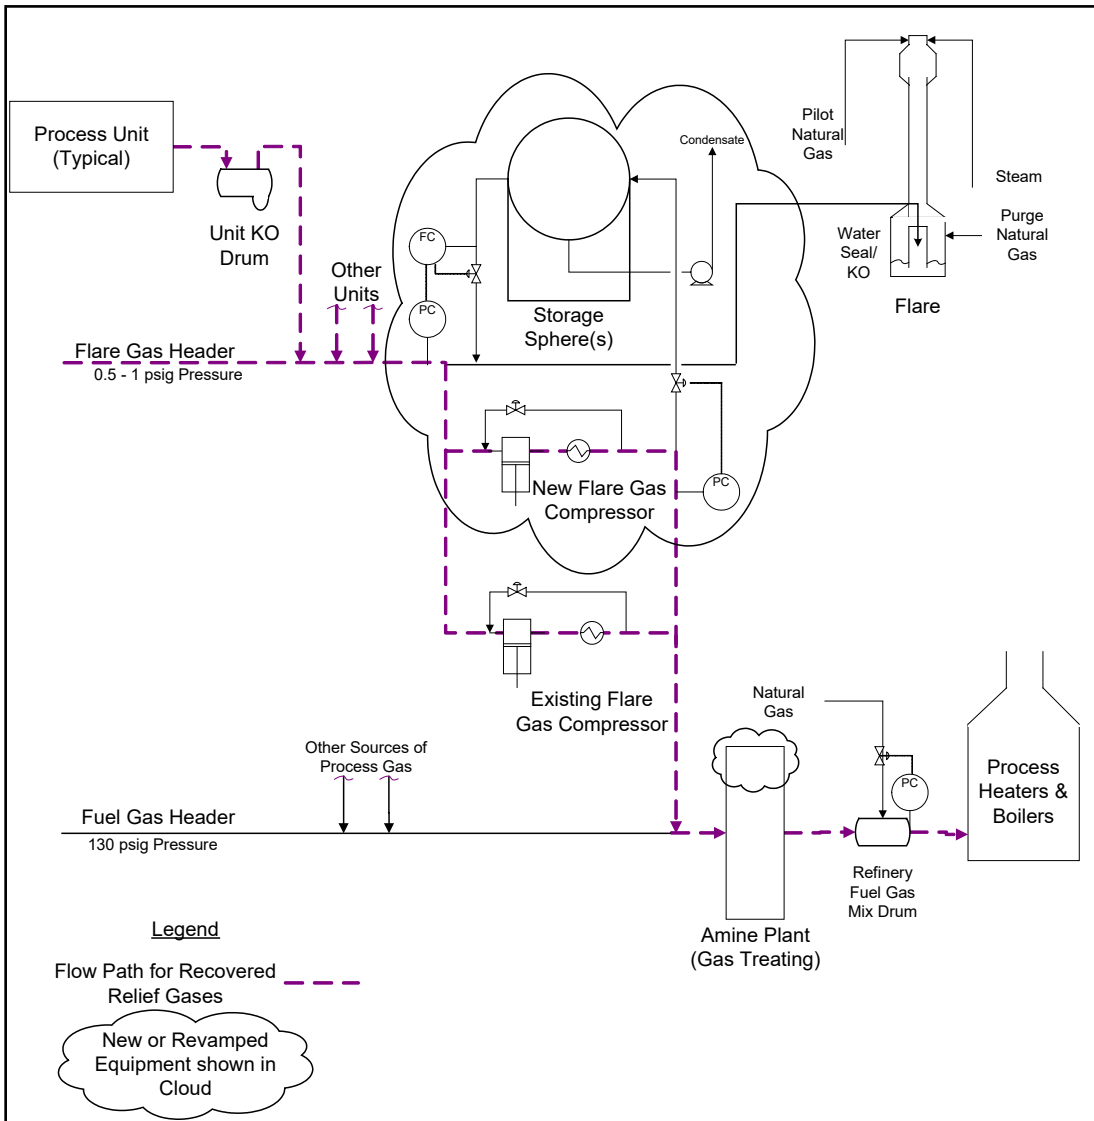 Process Unit
(Typical)
Unit KO
Drum
Other
Units
Flare Gas Header
0.5 - 1 psig Pressure
FC
PC
Storage
Sphere(s)
Condensate
Pilot
Natural
Gas
Steam
Water
Seal/
KO
Purge
Natural
Gas
Flare
New Flare Gas
Compressor
PC
Existing Flare
Gas Compressor
Other Sources of
Process Gas
Fuel Gas Header
130 psig Pressure
Natural
Gas
PC
Process
Heaters &
Boilers
Refinery
Fuel Gas
Mix Drum
Amine Plant
(Gas Treating)
Legend
Flow Path for Recovered
Relief Gases
New or Revamped
Equipment shown in
Cloud